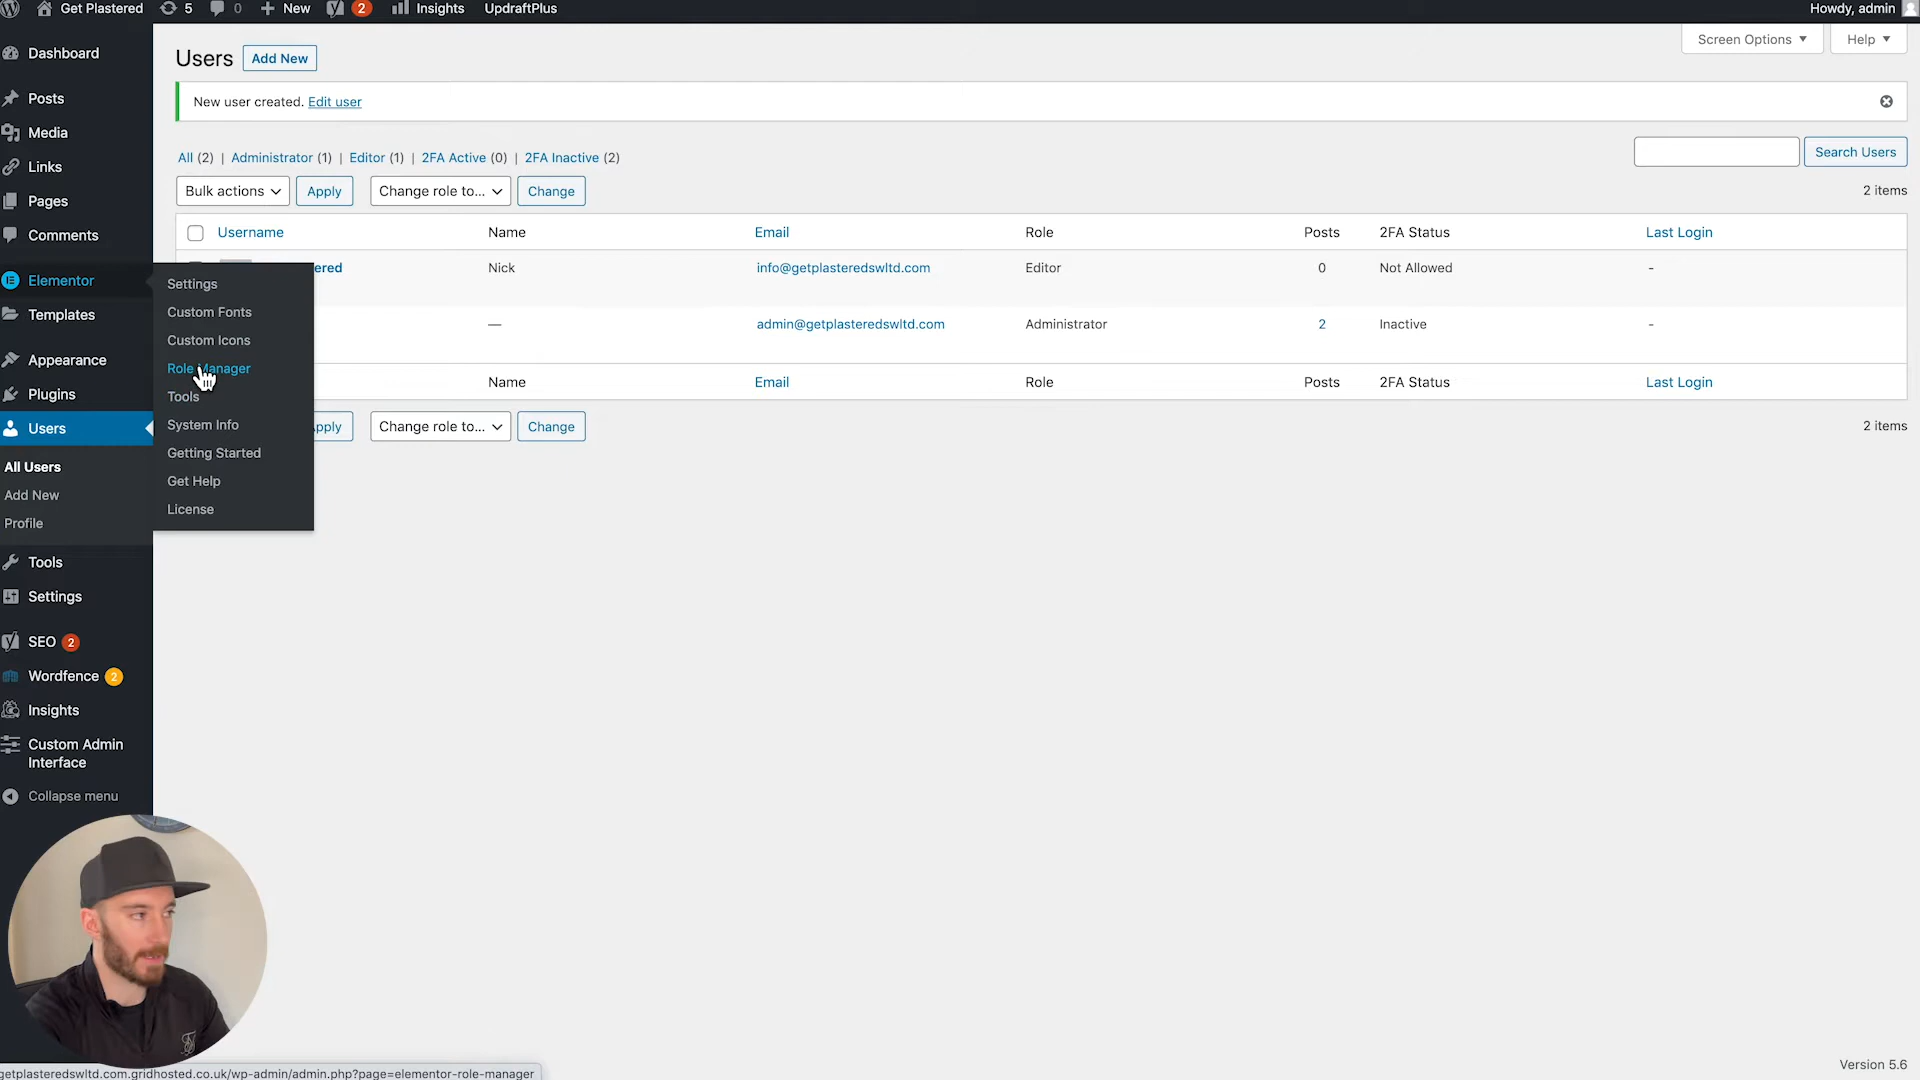 Get Plastered 5 0 New 2 Insights UpdraftPlus Howdy, admin
Screen Options Help
Dashboard
Posts
Media
Links
Pages
Comments
Elementor
Templates
Appearance
Plugins
Users
All Users
Add New
Profile
Tools
Settings
SEO 2
Wordfence 2
Insights
Custom Admin
Interface
Collapse menu
Settings
Custom Fonts
Custom Icons
Role Manager
Tools
System Info
Getting Started
Get Help
License
Users Add New
New user created. Edit user
All (2) | Administrator (1) | Editor (1) | 2FA Active (0) | 2FA Inactive (2)
Search Users
Bulk actions Apply Change role to... Change 2 items
Username Name Email Role Posts 2FA Status Last Login
ered Nick info@getplasteredswltd.com Editor 0 Not Allowed -
— admin@getplasteredswltd.com Administrator 2 Inactive -
Name Email Role Posts 2FA Status Last Login
pply Change role to... Change 2 items
Version 5.6
getplasteredswltd.com.gridhosted.co.uk/wp-admin/admin.php?page=elementor-role-manager